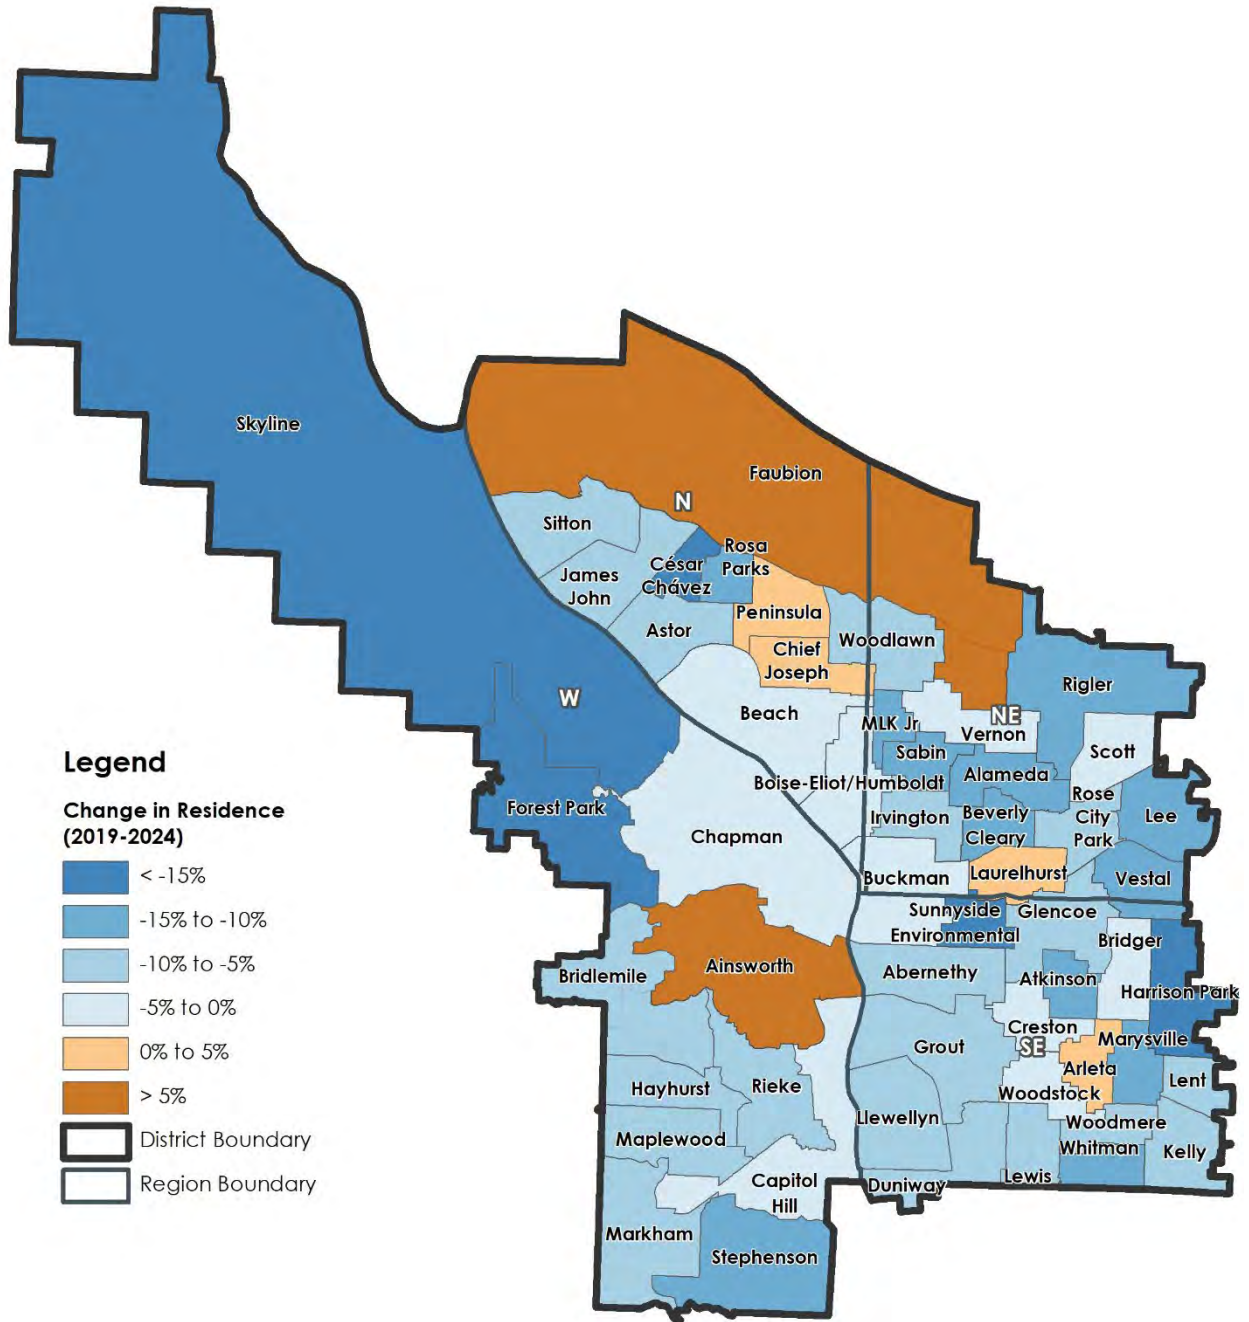 Skyline
Faubion
N
Sitton
Rosa
Parks
César
Chávez
James
John
Peninsula
Astor
Woodlawn
Chief
Joseph
Rigler
W
Beach
MLK Jr
NE
Vernon
Sabin
Scott
Alameda
Boise-Eliot/Humboldt
Rose
City
Park
Forest Park
Irvington
Beverly
Cleary
Lee
Chapman
Buckman
Laurelhurst
Vestal
Sunnyside
Environmental
Glencoe
Bridger
Ainsworth
Bridlemile
Abernethy
Atkinson
Harrison Park
Creston
Marysville
Grout
SE
Arleta
Lent
Hayhurst
Rieke
Woodstock
Llewellyn
Woodmere
Maplewood
Whitman
Kelly
Capitol
Hill
Duniway
Lewis
Markham
Stephenson
Legend
Change in Residence
(2019-2024)
< -15%
-15% to -10%
-10% to -5%
-5% to 0%
0% to 5%
> 5%
District Boundary
Region Boundary